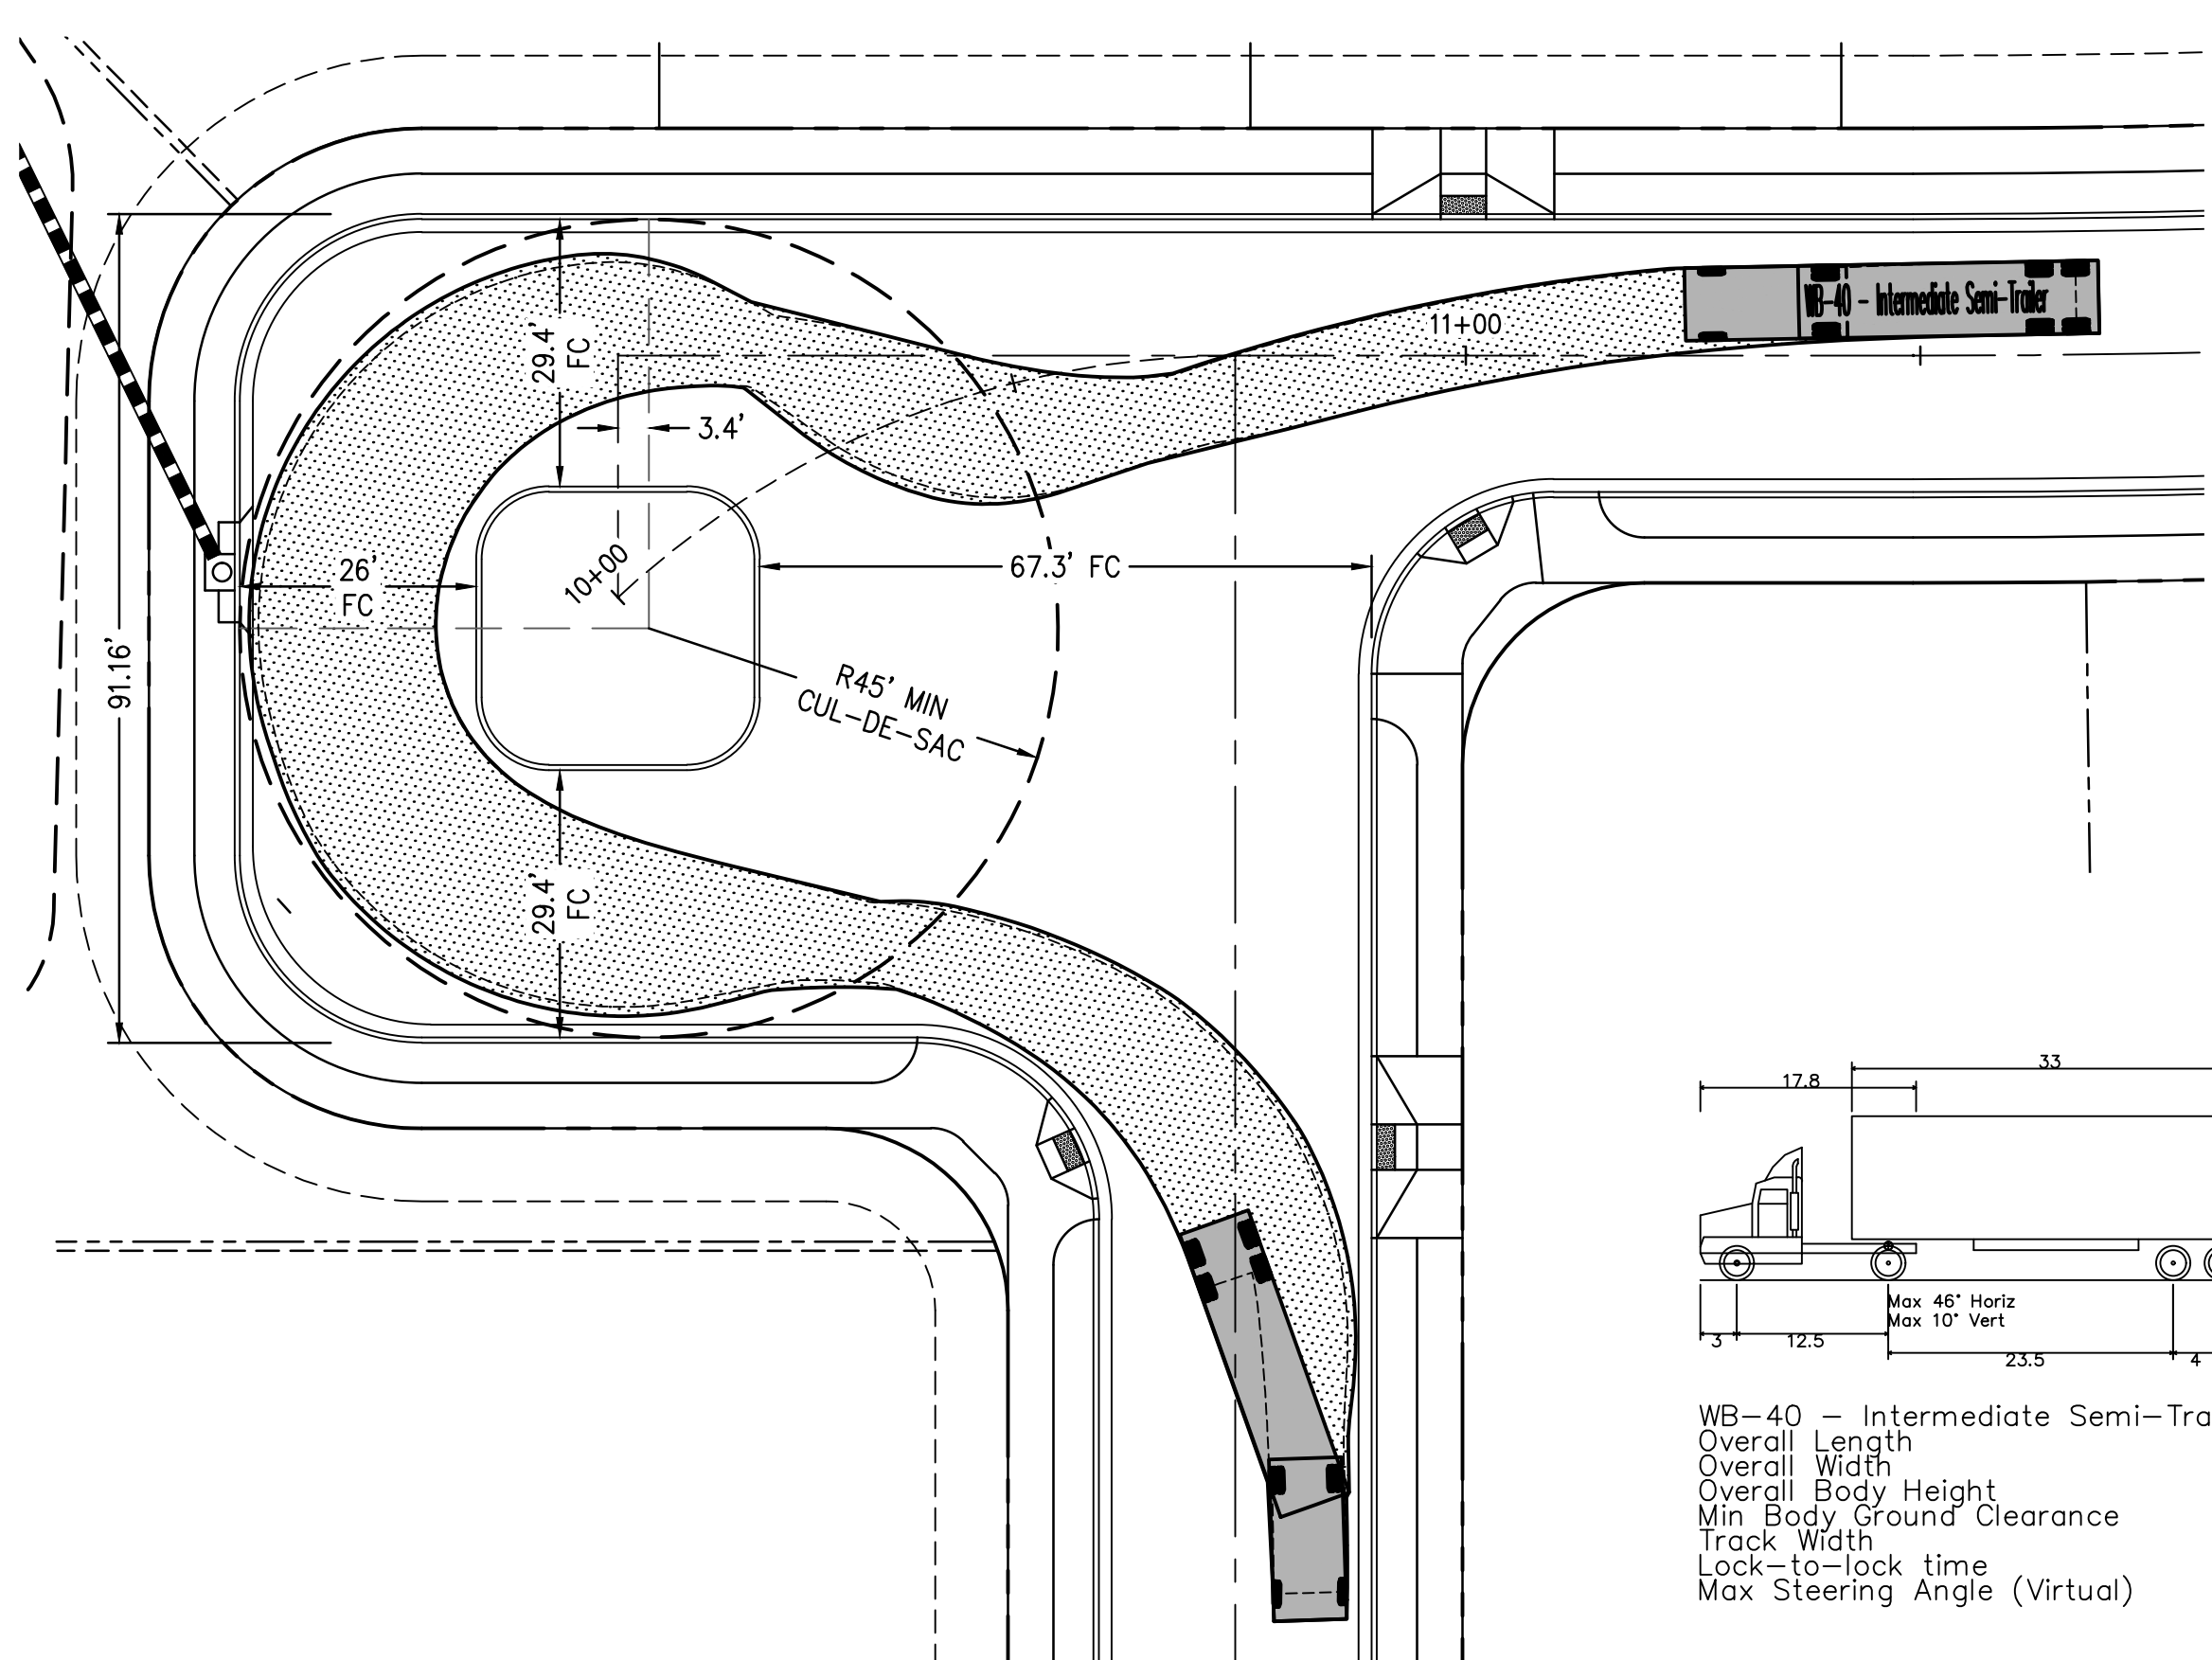 WB-40 - Intermediate Semi-Trailer
11+00
29.4'
FC
3.4'
10+00
67.3' FC
26'
FC
91.16'
R45' MIN
CUL-DE-SAC
29.4'
FC
33
17.8
Max 46° Horiz
Max 10° Vert
3
12.5
23.5
4
WB-40 - Intermediate Semi-Tra
Overall Length
Overall Width
Overall Body Height
Min Body Ground Clearance
Track Width
Lock-to-lock time
Max Steering Angle (Virtual)